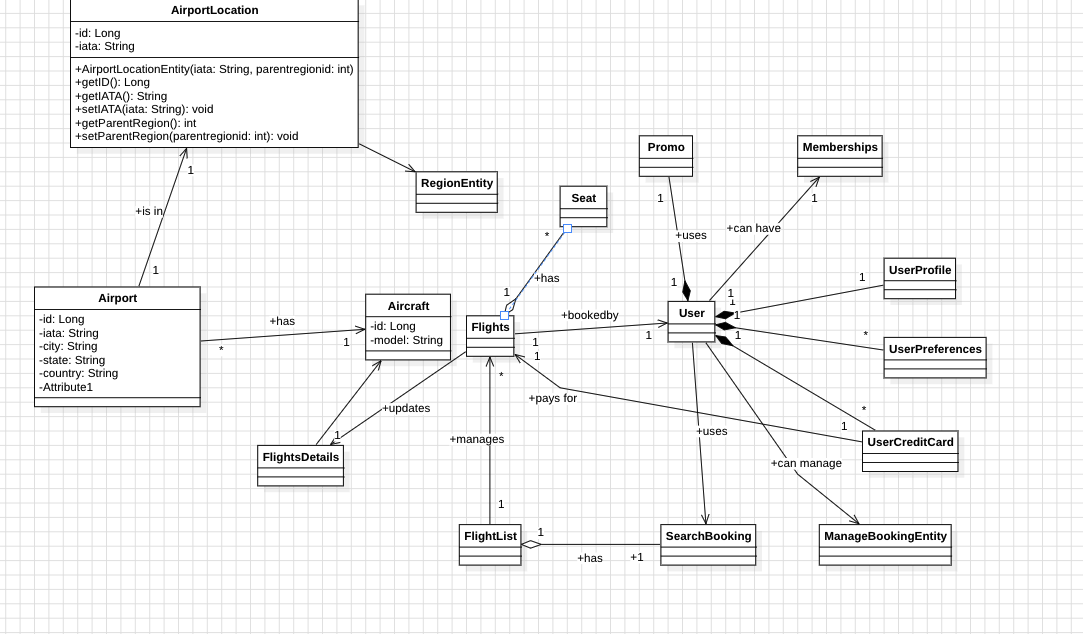 AirportLocation
-id: Long
-iata: String
+AirportLocationEntity(iata: String, parentregionid: int)
+getID(): Long
+getIATA(): String
+setIATA(iata: String): void
+getParentRegion(): int
+setParentRegion(parentregionid: int): void
1
+is in
1
RegionEntity
Seat
*
+has
1
Promo
1
+uses
1
Memberships
1
+can have
1
UserProfile
1
1
UserPreferences
*
1
1
Airport
-id: Long
-iata: String
-city: String
-state: String
-country: String
-Attribute1
+has
*
1
Aircraft
-id: Long
-model: String
Flights
+bookedby
1
1
User
1
+pays for
1
*
UserCreditCard
+updates
1
FlightsDetails
*
+manages
1
+uses
+can manage
FlightList
1
+has
+1
SearchBooking
ManageBookingEntity